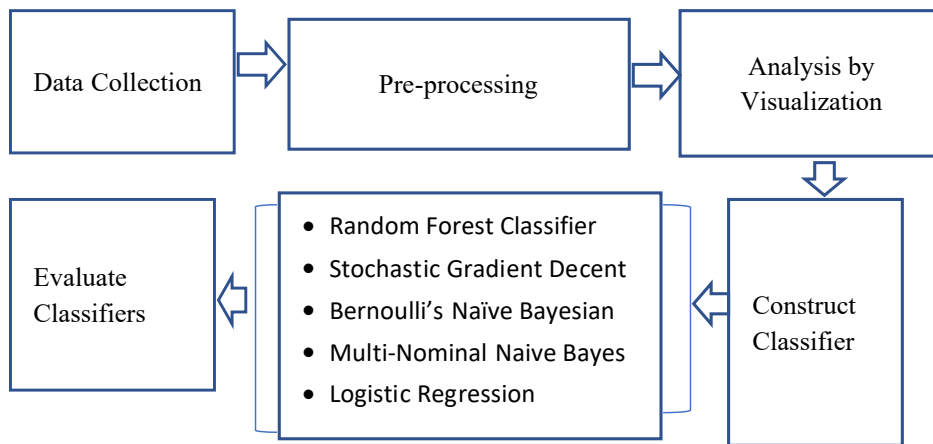 Data Collection
Pre-processing
Analysis by
Visualization
Evaluate
Classifiers
• Random Forest Classifier
• Stochastic Gradient Decent
• Bernoulli’s Naïve Bayesian
• Multi-Nominal Naive Bayes
• Logistic Regression
Construct
Classifier